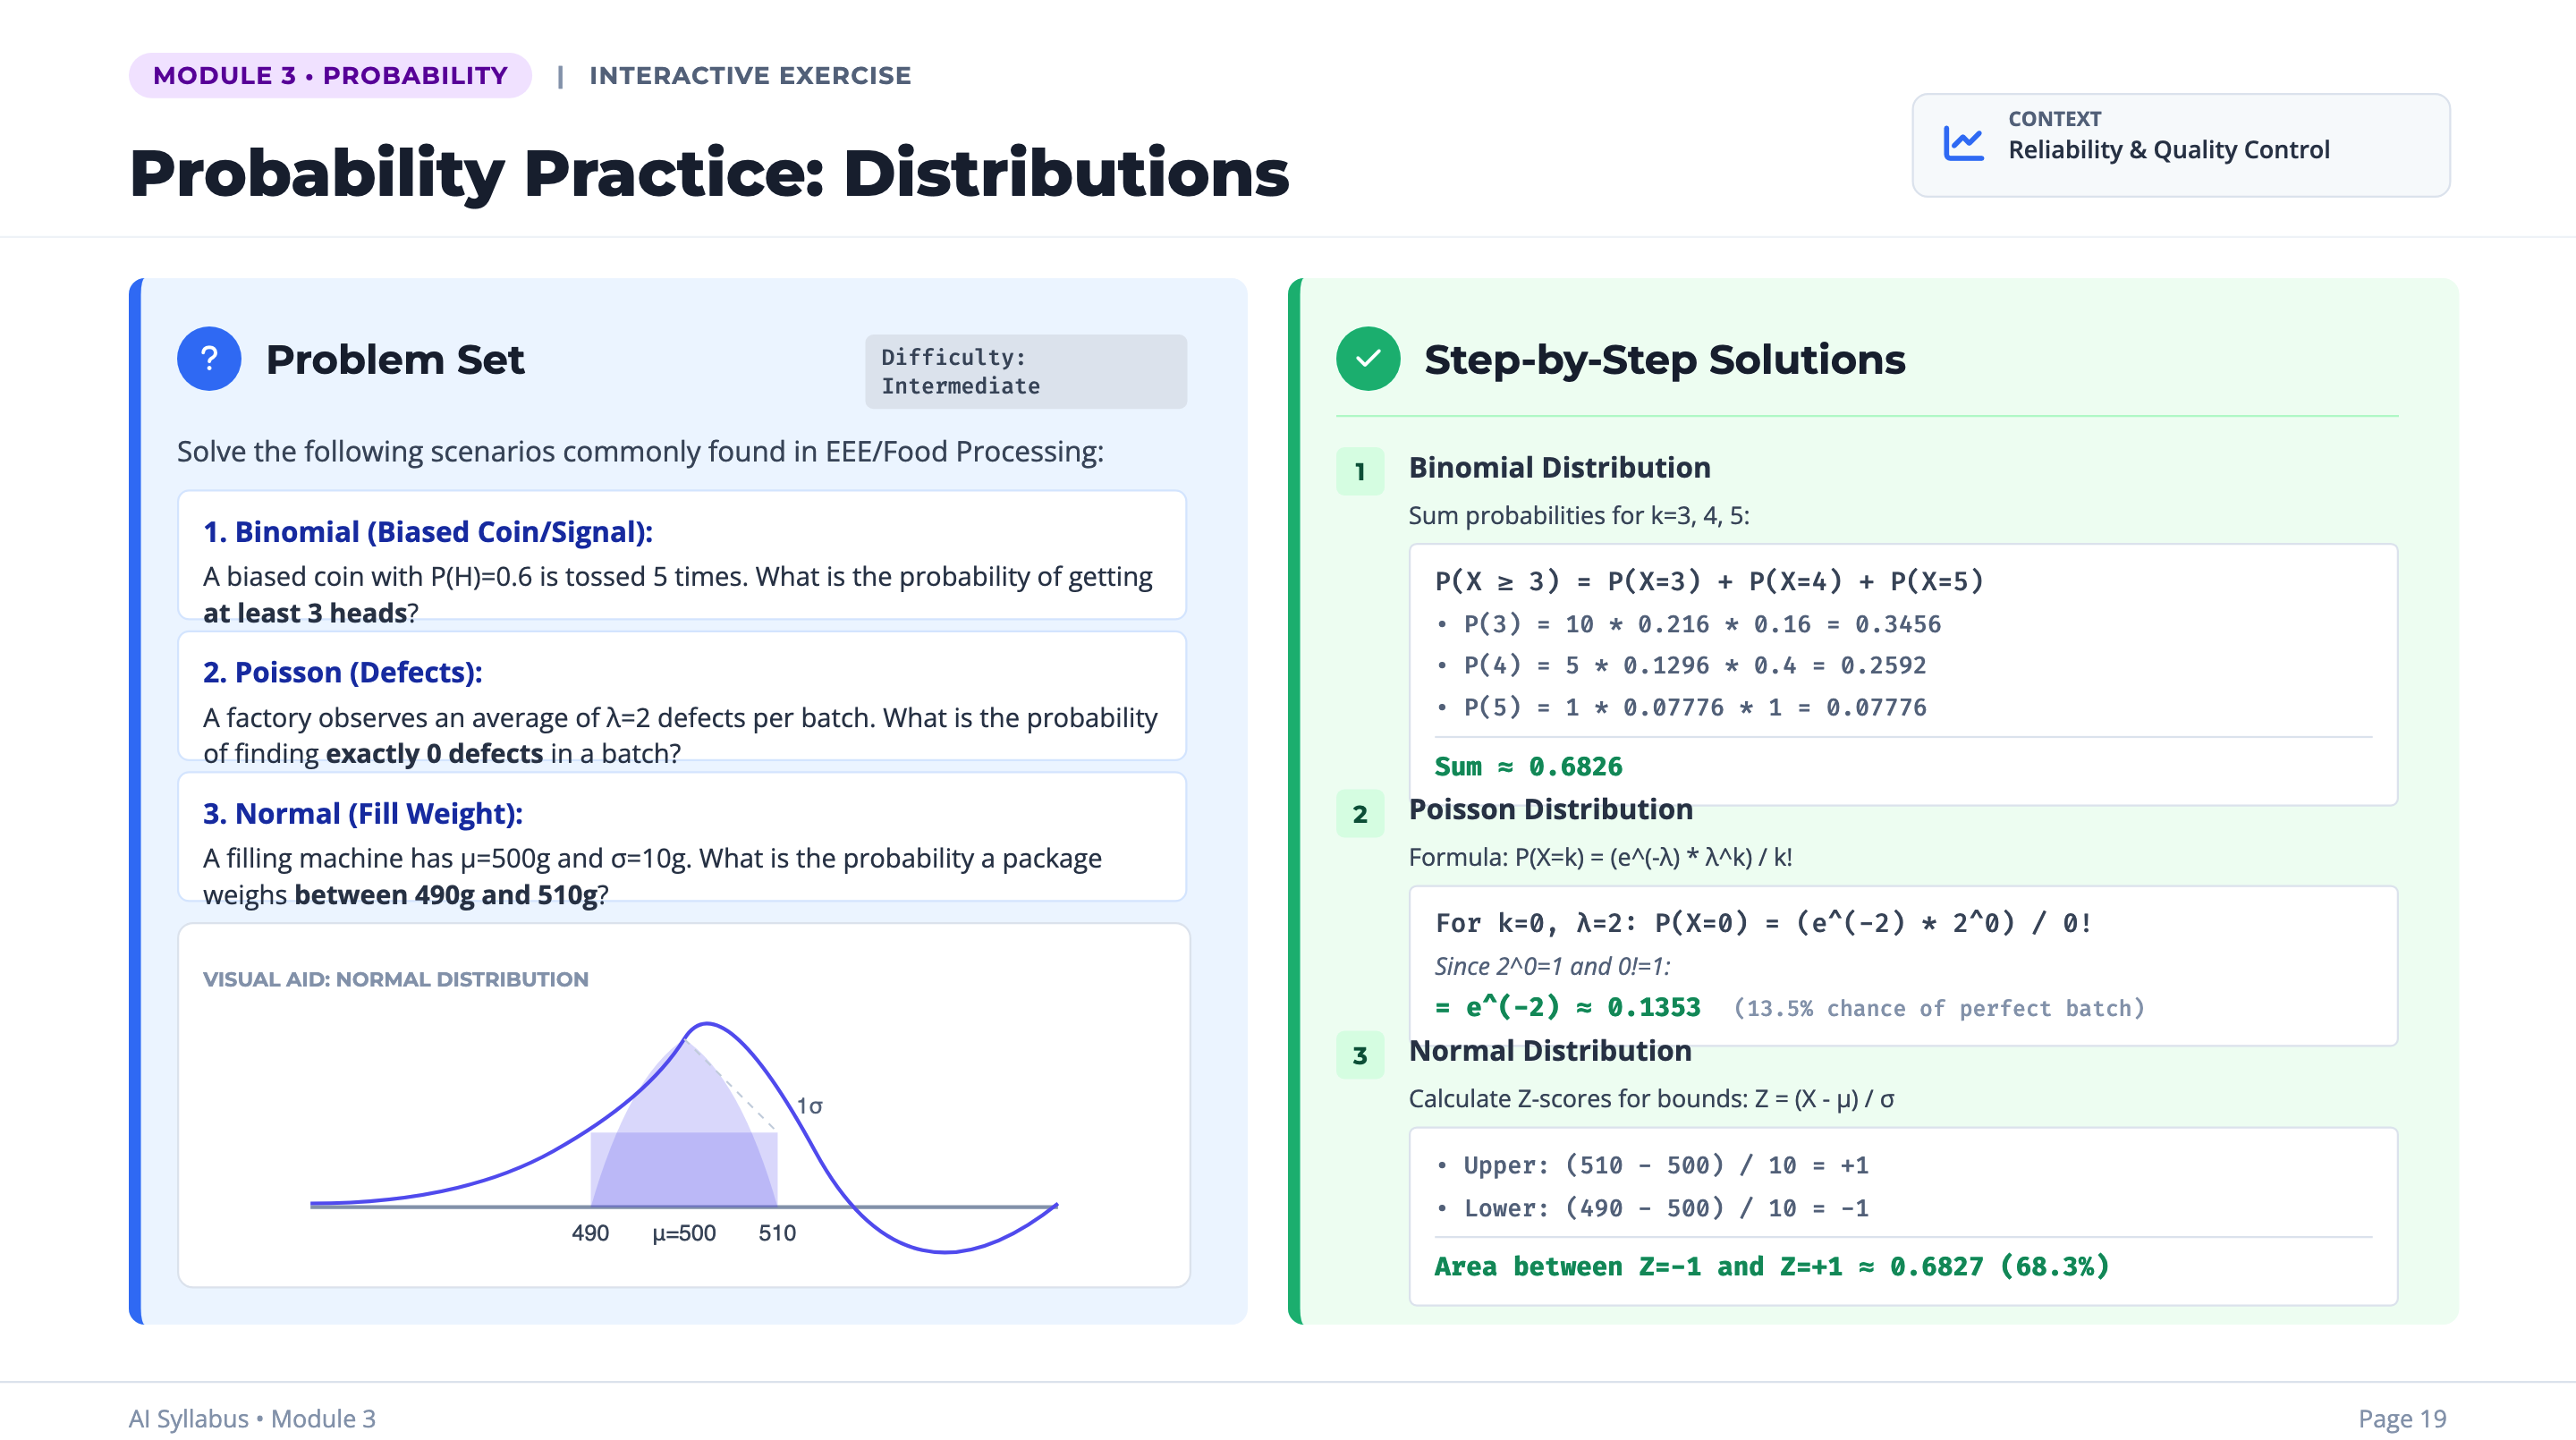 MODULE 3 • PROBABILITY | INTERACTIVE EXERCISE
Probability Practice: Distributions
CONTEXT
Reliability & Quality Control
?
Problem Set
Difficulty:
Intermediate
Solve the following scenarios commonly found in EEE/Food Processing:
1. Binomial (Biased Coin/Signal):
A biased coin with P(H)=0.6 is tossed 5 times. What is the probability of getting
at least 3 heads?
2. Poisson (Defects):
A factory observes an average of λ=2 defects per batch. What is the probability
of finding exactly 0 defects in a batch?
3. Normal (Fill Weight):
A filling machine has μ=500g and σ=10g. What is the probability a package
weighs between 490g and 510g?
VISUAL AID: NORMAL DISTRIBUTION
1σ
490 μ=500 510
Step-by-Step Solutions
1 Binomial Distribution
Sum probabilities for k=3, 4, 5:
P(X ≥ 3) = P(X=3) + P(X=4) + P(X=5)
• P(3) = 10 * 0.216 * 0.16 = 0.3456
• P(4) = 5 * 0.1296 * 0.4 = 0.2592
• P(5) = 1 * 0.07776 * 1 = 0.07776
Sum ≈ 0.6826
2 Poisson Distribution
Formula: P(X=k) = (e^(-λ) * λ^k) / k!
For k=0, λ=2: P(X=0) = (e^(-2) * 2^0) / 0!
Since 2^0=1 and 0!=1:
= e^(-2) ≈ 0.1353 (13.5% chance of perfect batch)
3 Normal Distribution
Calculate Z-scores for bounds: Z = (X - μ) / σ
• Upper: (510 - 500) / 10 = +1
• Lower: (490 - 500) / 10 = -1
Area between Z=-1 and Z=+1 ≈ 0.6827 (68.3%)
AI Syllabus • Module 3
Page 19